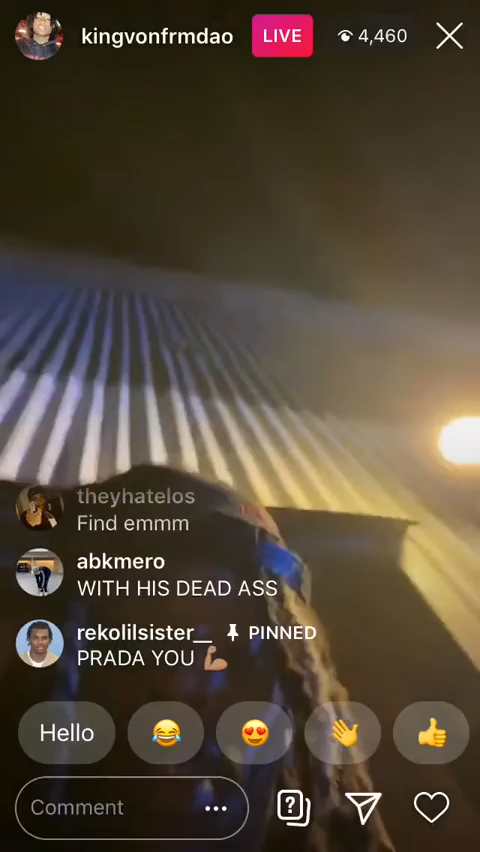 kingvonfrmdao LIVE 4,460
theyhatelos
Find emmm
abkmero
WITH HIS DEAD ASS
rekolilsister__ PINNED
PRADA YOU 💪🏽
Hello 😂 😍 👋 👍
Comment